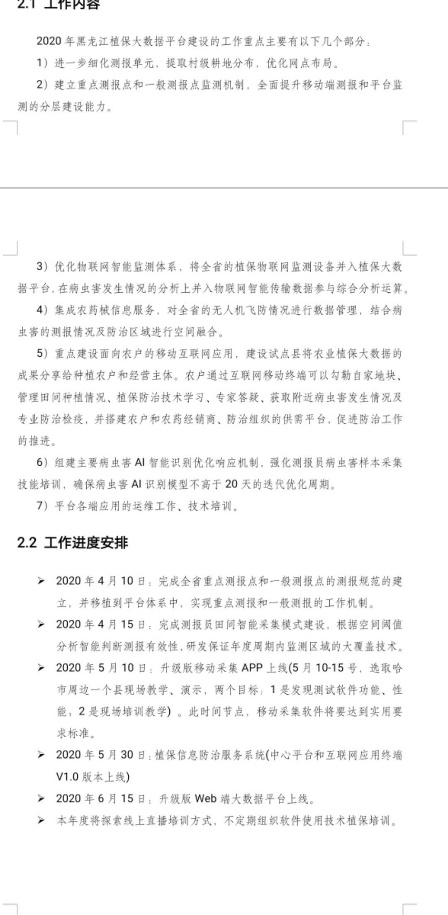 2.1 工作内容
2020 年黑龙江植保大数据平台建设的工作重点主要有以下几个部分：
1）进一步细化测报单元，提取村级耕地分布，优化网点布局。
2）建立重点测报点和一般测报点监测机制，全面提升移动端测报和平台监
测的分层建设能力。
3）优化物联网智能监测体系，将全省的植保物联网监测设备并入植保大数
据平台，在病虫害发生情况的分析上并入物联网智能传输数据参与综合分析运算。
4）集成农药械信息服务，对全省的无人机飞防情况进行数据管理，结合病
虫害的测报情况及防治区域进行空间融合。
5）重点建设面向农户的移动互联网应用，建设试点县将农业植保大数据的
成果分享给种植农户和经营主体。农户通过互联网移动终端可以勾勒自家地块、
管理田间种植情况、植保防治技术学习、专家答疑、获取附近病虫害发生情况及
专业防治检疫，并搭建农户和农药经销商、防治组织的供需平台，促进防治工作
的推进。
6）组建主要病虫害 AI 智能识别优化响应机制，强化测报员病虫害样本采集
技能培训，确保病虫害 AI 识别模型不高于 20 天的迭代优化周期。
7）平台各端应用的运维工作、技术培训。
2.2 工作进度安排
➢ 2020 年 4 月 10 日：完成全省重点测报点和一般测报点的测报规范的建
立，并移植到平台体系中，实现重点测报和一般测报的工作机制。
➢ 2020 年 4 月 15 日：完成测报员田间智能采集模式建设，根据空间阈值
分析智能判断测报有效性，研发保证年度周期内监测区域的大覆盖技术。
➢ 2020 年 5 月 10 日：升级版移动采集 APP 上线(5 月 10-15 号，选取哈
市周边一个县现场教学、演示，两个目标：1 是发现测试软件功能、性
能；2 是现场培训教学) 。此时间节点，移动采集软件将要达到实用要
求标准。
➢ 2020 年 5 月 30 日：植保信息防治服务系统(中心平台和互联网应用终端
V1.0 版本上线)
➢ 2020 年 6 月 15 日：升级版 Web 端大数据平台上线。
➢ 本年度将探索线上直播培训方式，不定期组织软件使用技术植保培训。